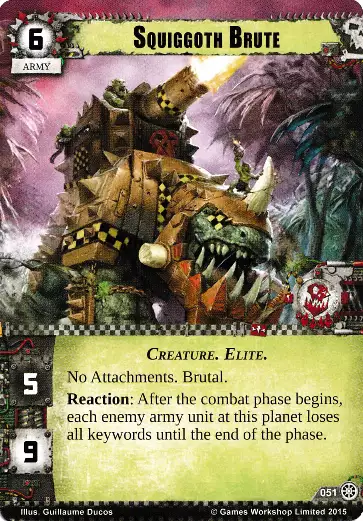 6
SQUIGGOTH BRUTE
ARMY
CREATURE. ELITE.
5
No Attachments. Brutal.
Reaction: After the combat phase begins,
each enemy army unit at this planet loses
all keywords until the end of the phase.
9
051
Illus. Guillaume Ducos
© Games Workshop Limited 2015